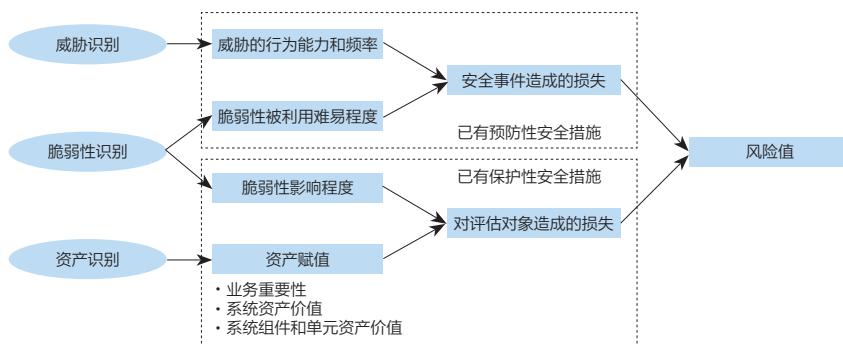 威胁识别
威胁的行为能力和频率
安全事件造成的损失
脆弱性被利用难易程度
已有预防性安全措施
脆弱性识别
风险值
已有保护性安全措施
脆弱性影响程度
对评估对象造成的损失
资产识别
资产赋值
・业务重要性
・系统资产价值
・系统组件和单元资产价值